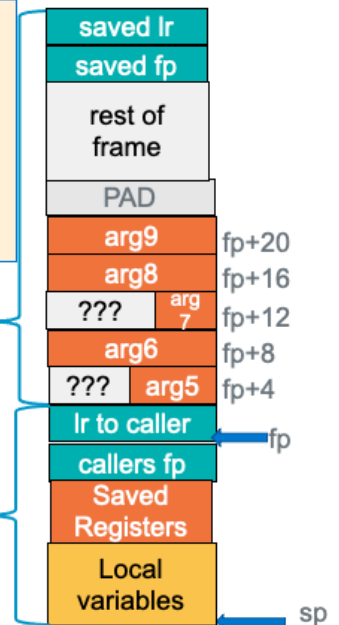 saved lr
saved fp
rest of
frame
PAD
arg9 fp+20
arg8 fp+16
??? arg
7 fp+12
arg6 fp+8
??? arg5 fp+4
lr to caller
fp
callers fp
Saved
Registers
Local
variables
sp